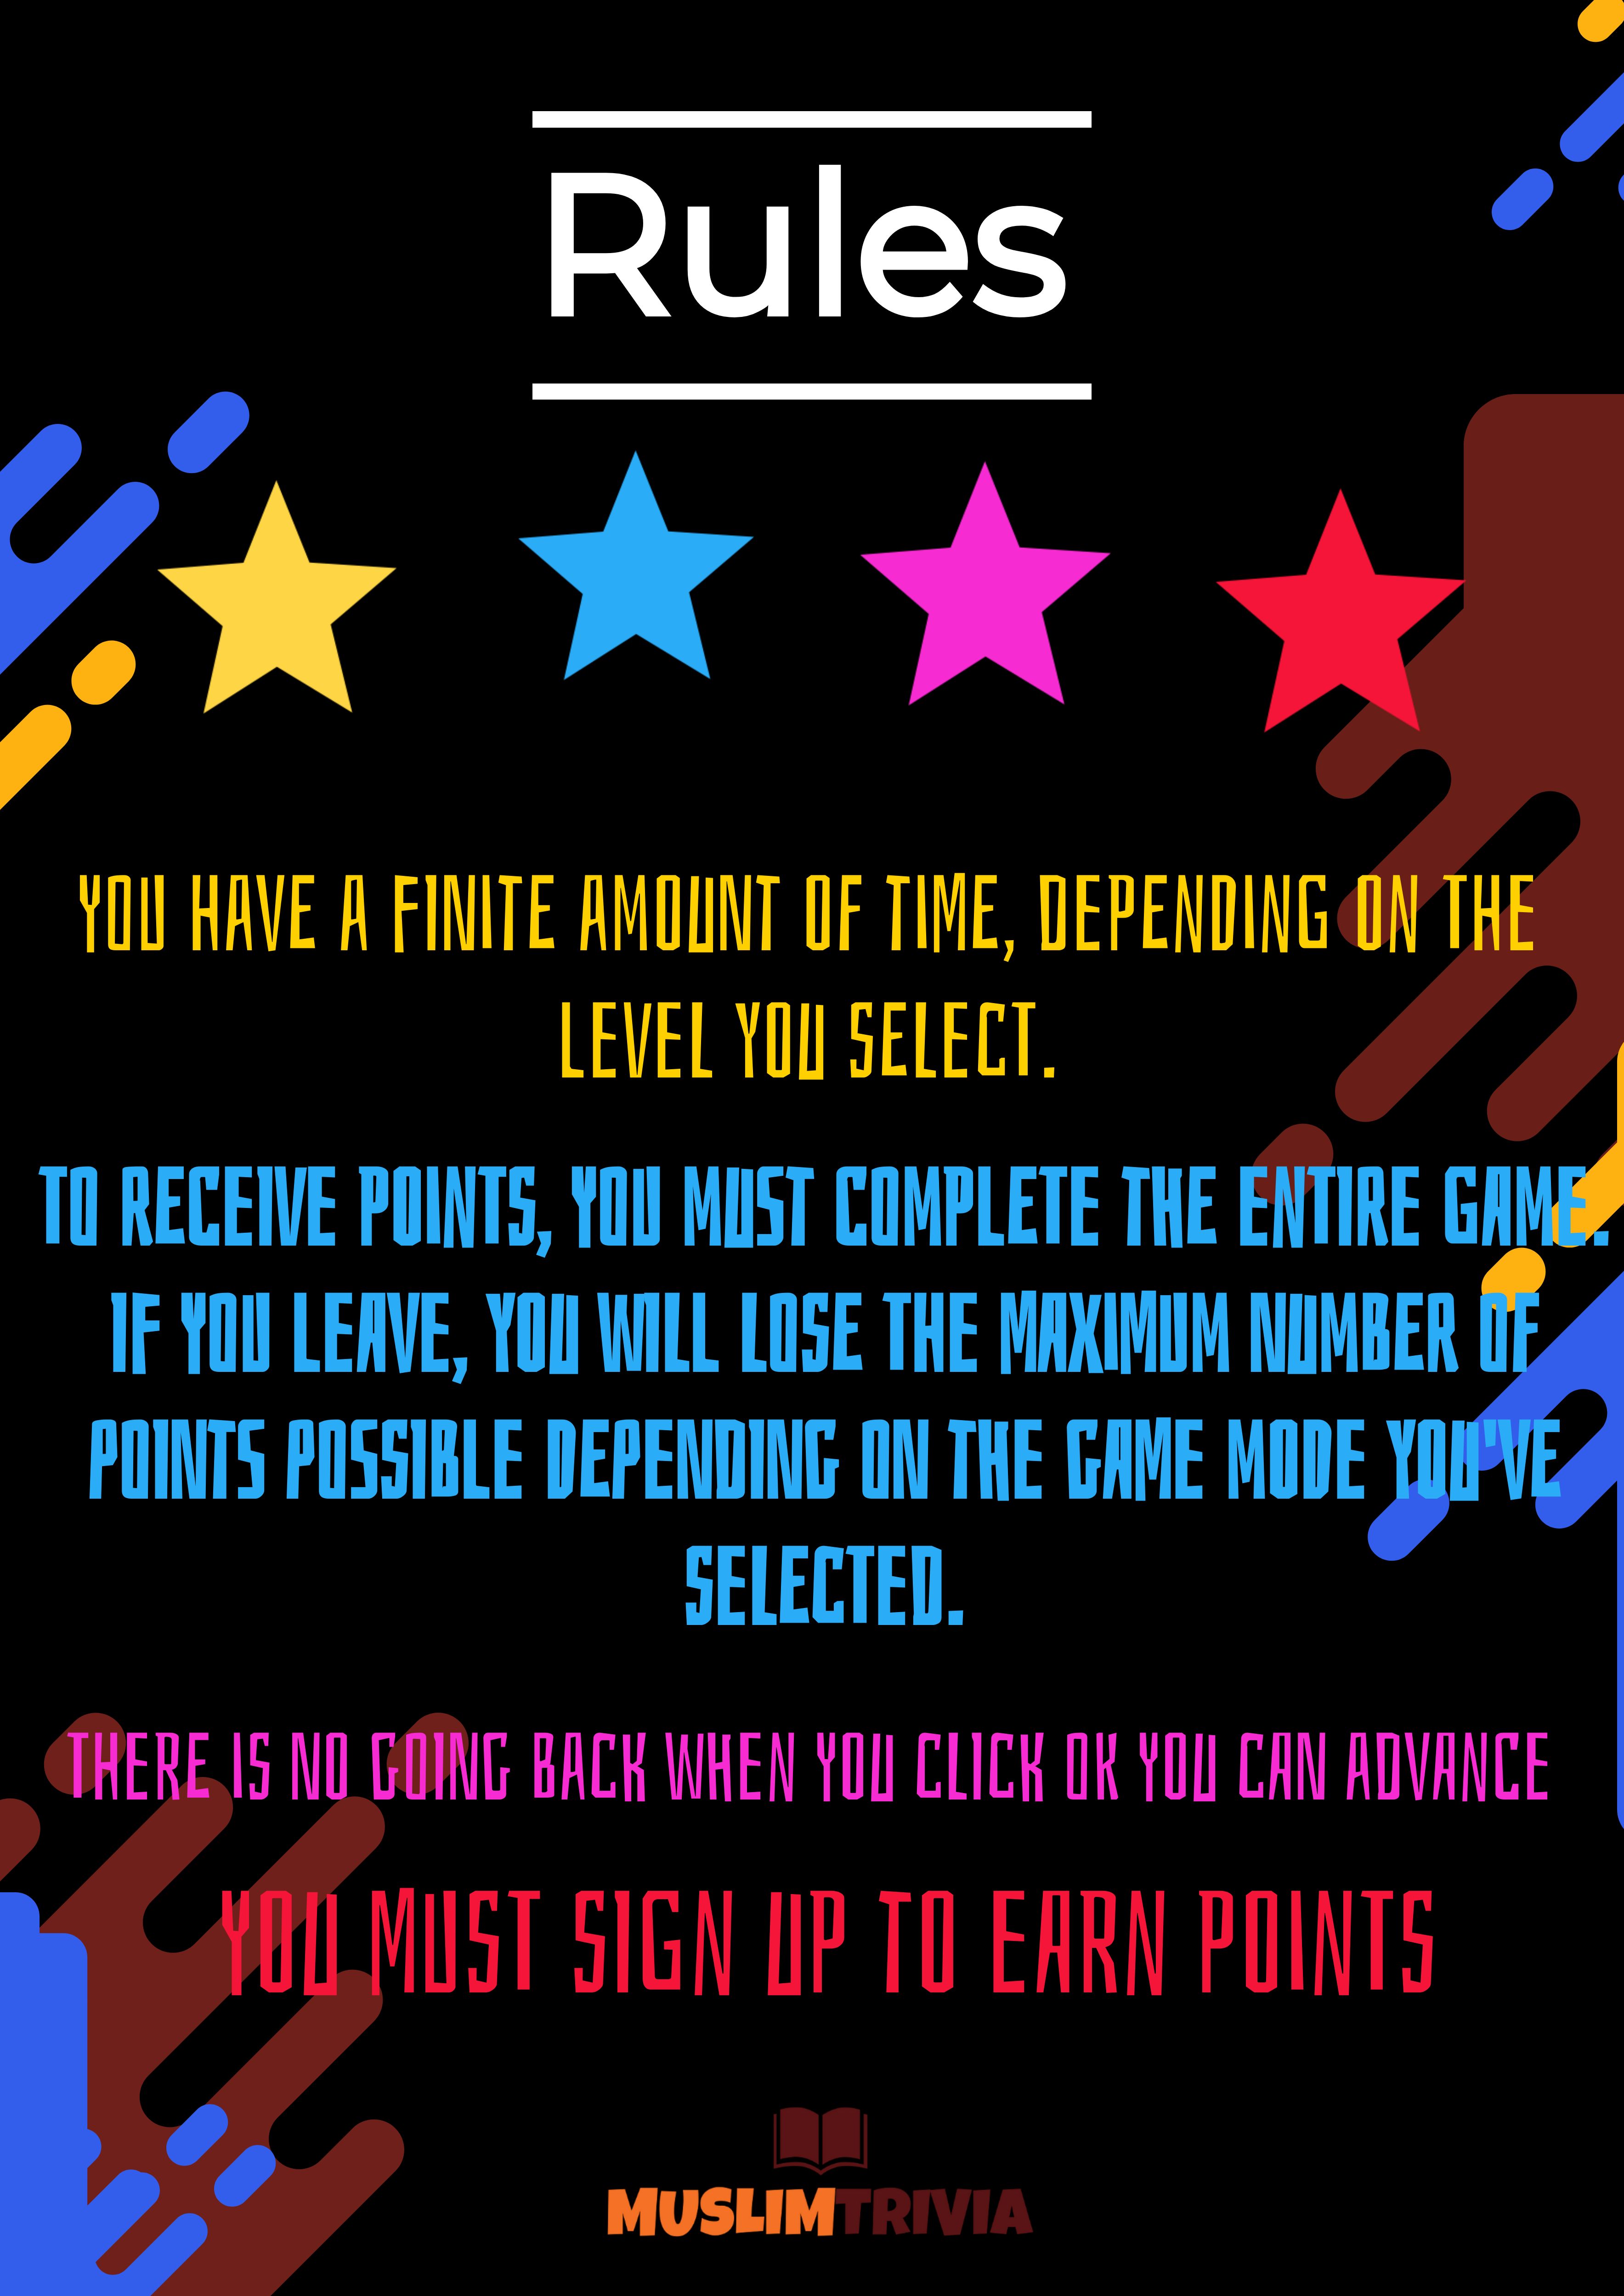 Rules
YOU HAVE A FINITE AMOUNT OF TIME, DEPENDING ON THE
LEVEL YOU SELECT.
TO RECEIVE POINTS, YOU MUST COMPLETE THE ENTIRE GAME.
IF YOU LEAVE, YOU WILL LOSE THE MAXIMUM NUMBER OF
POINTS POSSIBLE DEPENDING ON THE GAME MODE YOU'VE
SELECTED.
THERE IS NO GOING BACK WHEN YOU CLICK OK YOU CAN ADVANCE
YOU MUST SIGN UP TO EARN POINTS
MUSLIMTRIVIA